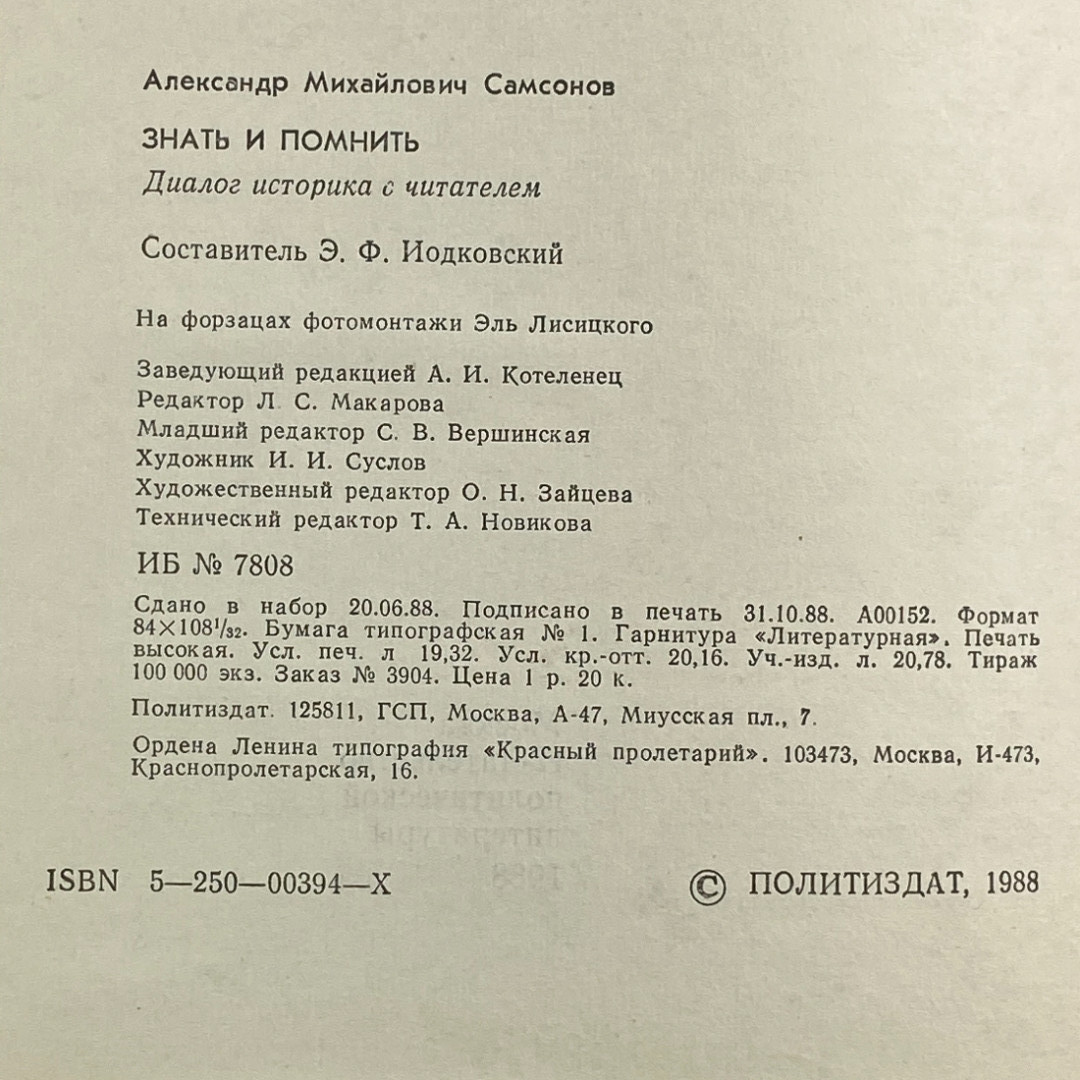 Александр Михайлович Самсонов
ЗНАТЬ И ПОМНИТЬ
Диалог историка с читателем
Составитель Э. Ф. Иодковский
На форзацах фотомонтажи Эль Лисицкого
Заведующий редакцией А. И. Котеленец
Редактор Л. С. Макарова
Младший редактор С. В. Вершинская
Художник И. И. Суслов
Художественный редактор О. Н. Зайцева
Технический редактор Т. А. Новикова
ИБ № 7808
Сдано в набор 20.06.88. Подписано в печать 31.10.88. А00152. Формат
84×108¹/₃₂. Бумага типографская № 1. Гарнитура «Литературная». Печать
высокая. Усл. печ. л 19,32. Усл. кр.-отт. 20,16. Уч.-изд. л. 20,78. Тираж
100 000 экз. Заказ № 3904. Цена 1 р. 20 к.
Политиздат. 125811, ГСП, Москва, А-47, Миусская пл., 7.
Ордена Ленина типография «Красный пролетарий». 103473, Москва, И-473,
Краснопролетарская, 16.
политической
литературы
1988
ISBN 5—250—00394—X
© ПОЛИТИЗДАТ, 1988